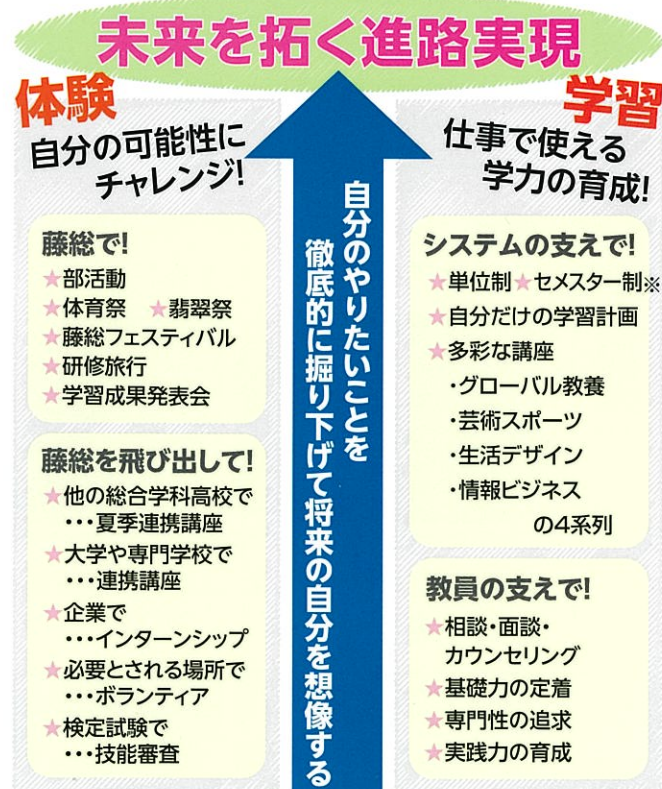 未来を拓く進路実現
体験
自分の可能性に
チャレンジ!
藤総で!
★部活動
★体育祭 ★翡翠祭
★藤総フェスティバル
★研修旅行
★学習成果発表会
藤総を飛び出して!
★他の総合学科高校で
・・・夏季連携講座
★大学や専門学校で
・・・連携講座
★企業で
・・・インターンシップ
★必要とされる場所で
・・・ボランティア
★検定試験で
・・・技能審査
自分のやりたいことを
徹底的に掘り下げて将来の自分を想像する
学習
仕事で使える
学力の育成!
システムの支えで!
★単位制★セメスター制※
★自分だけの学習計画
★多彩な講座
・グローバル教養
・芸術スポーツ
・生活デザイン
・情報ビジネス
の4系列
教員の支えで!
★相談・面談・
カウンセリング
★基礎力の定着
★専門性の追求
★実践力の育成